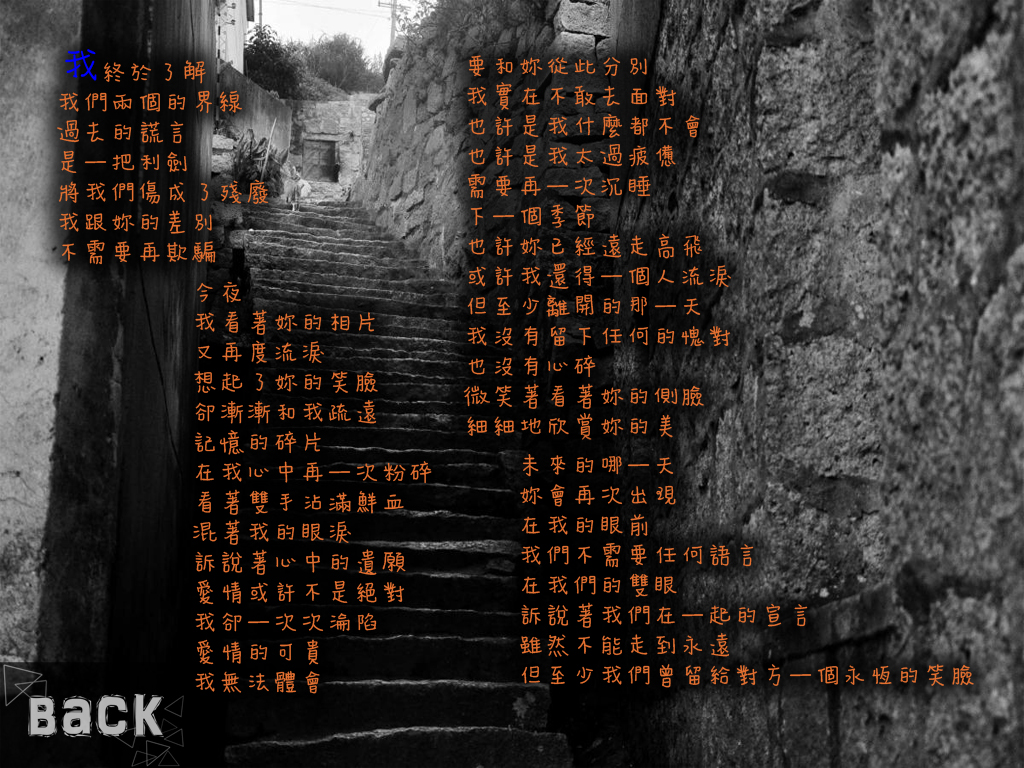 我終於了解
我們兩個的界線
過去的謊言
是一把利劍
將我們傷成了殘廢
我跟妳的差別
不需要再欺騙
今夜
我看著妳的相片
又再度流淚
想起了妳的笑臉
卻漸漸和我疏遠
記憶的碎片
在我心中再一次粉碎
看著雙手沾滿鮮血
混著我的眼淚
訴說著心中的遺願
愛情或許不是絕對
我卻一次次淪陷
愛情的可貴
我無法體會
要和妳從此分別
我實在不敢去面對
也許是我什麼都不會
也許是我太過疲憊
需要再一次沉睡
下一個季節
也許妳已經遠走高飛
或許我還得一個人流淚
但至少離開的那一天
我沒有留下任何的愧對
也沒有心碎
微笑著看著妳的側臉
細細地欣賞妳的美
未來的哪一天
妳會再次出現
在我的眼前
我們不需要任何語言
在我們的雙眼
訴說著我們在一起的宣言
雖然不能走到永遠
但至少我們曾留給對方一個永恆的笑臉
BACK